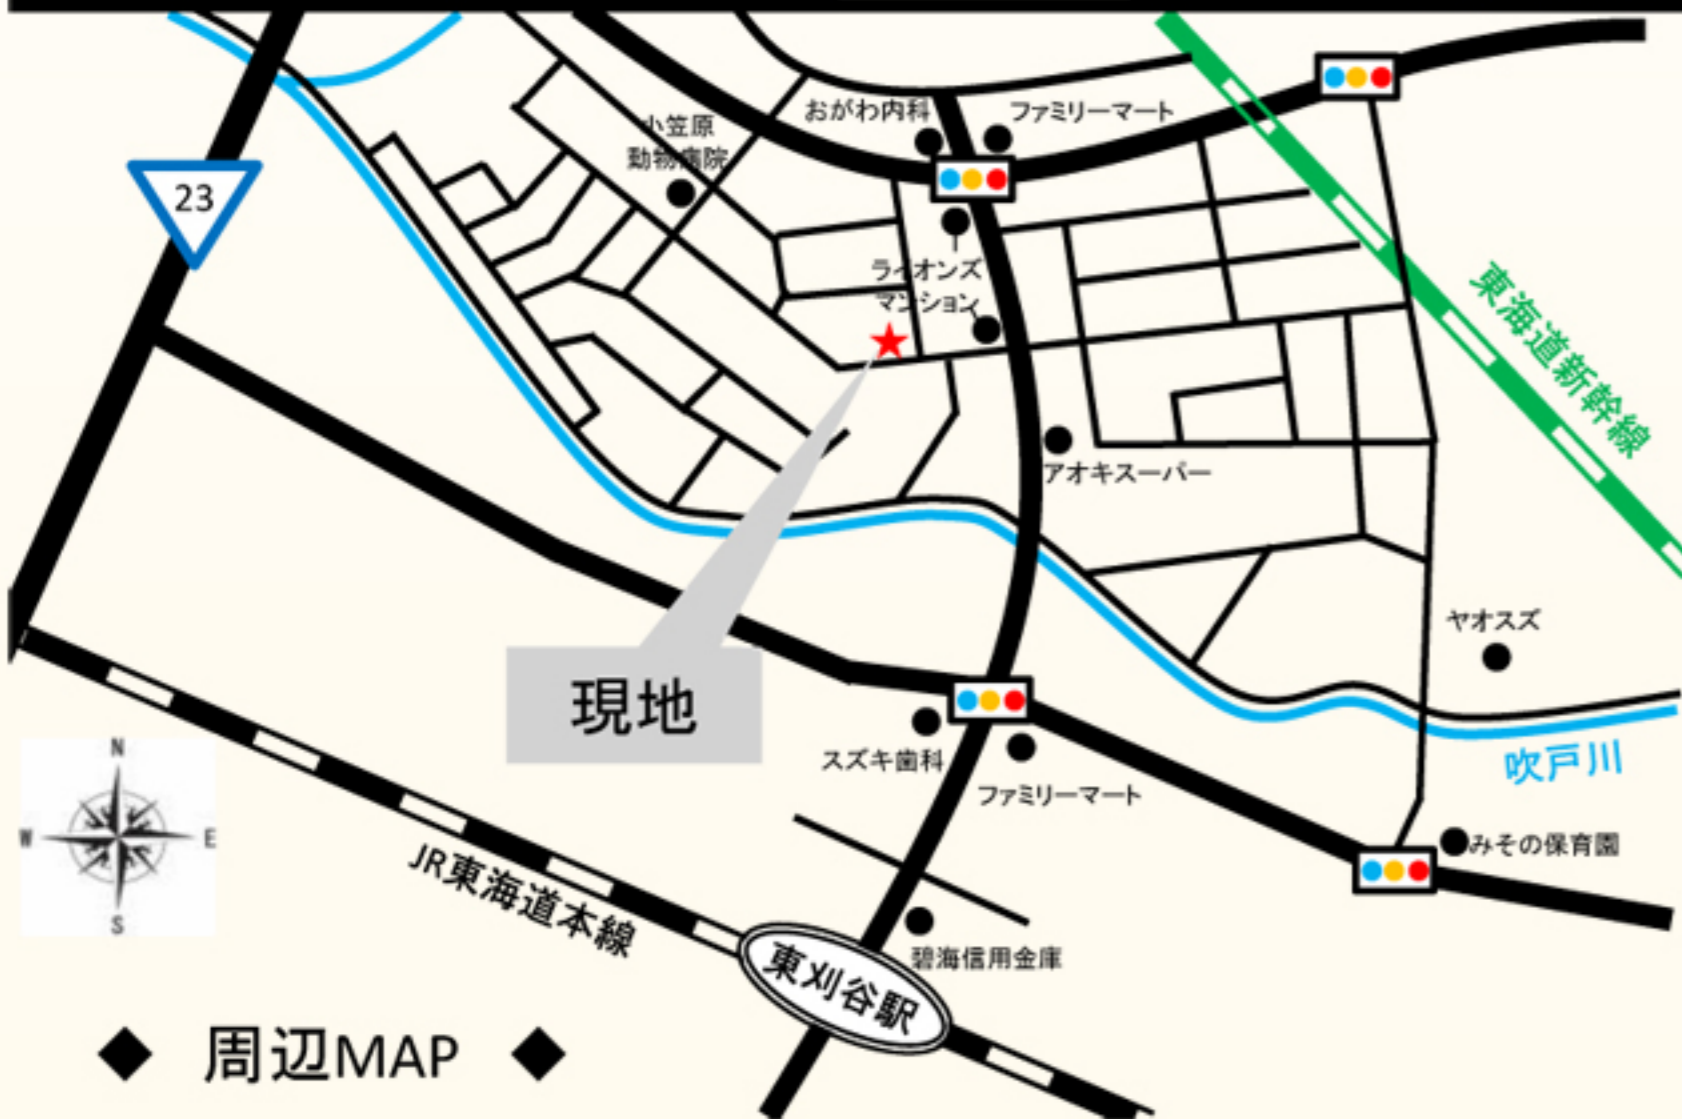 おがわ内科
ファミリーマート
小笠原
動物病院
23
ライオンズ
マンション
東海道新幹線
アオキスーパー
ヤオスズ
現地
吹戸川
スズキ歯科
ファミリーマート
N
W
E
S
みその保育園
JR東海道本線
碧海信用金庫
東刈谷駅
◆ 周辺MAP ◆